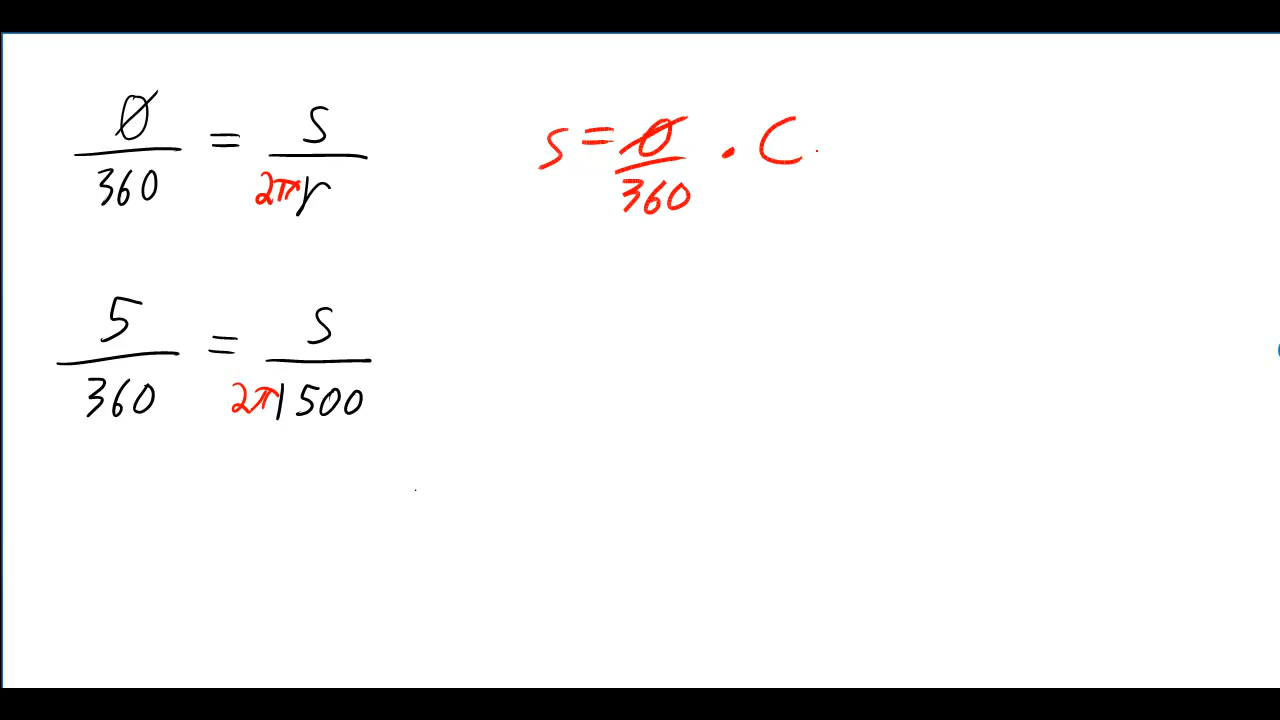 Ø/360 = s/2πr
s = Ø/360 · C
5/360 = s/2π1500